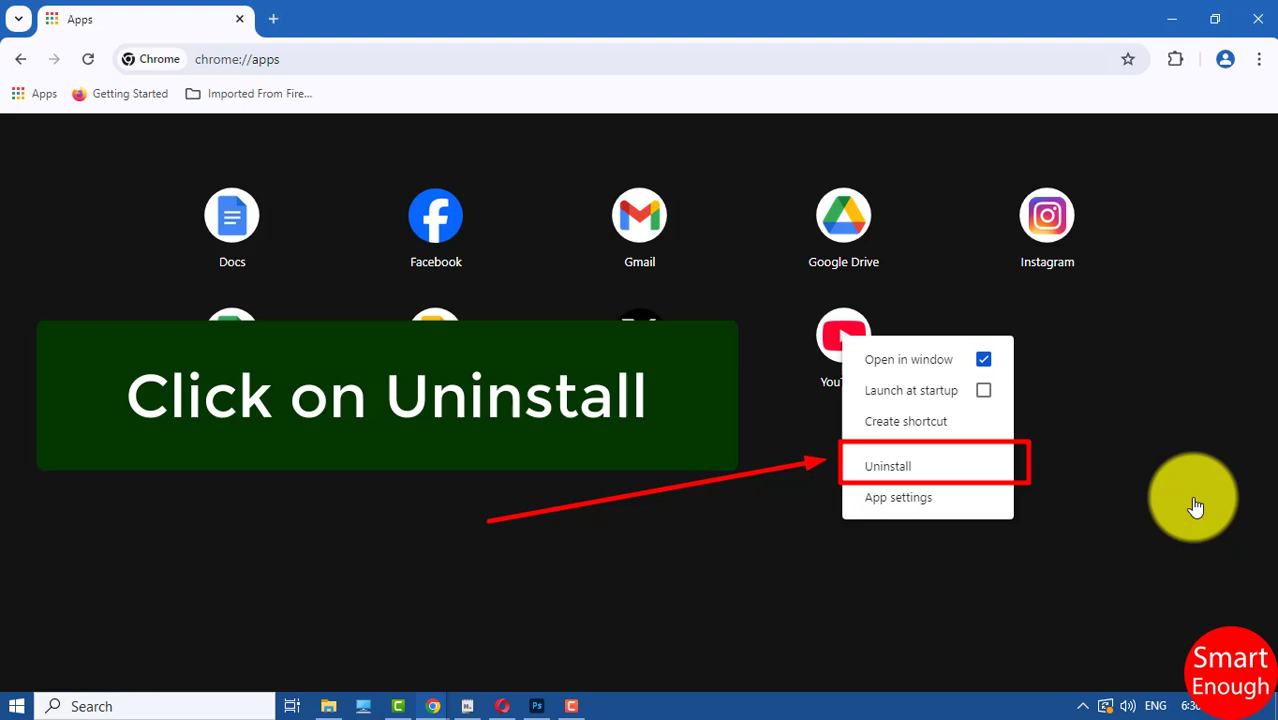 Apps
Chrome
chrome://apps
Apps
Getting Started
Imported From Fire...
Docs
Facebook
Gmail
Google Drive
Instagram
Click on Uninstall
Open in window
Launch at startup
Create shortcut
Uninstall
App settings
Smart
Enough
Search
Ps
ENG